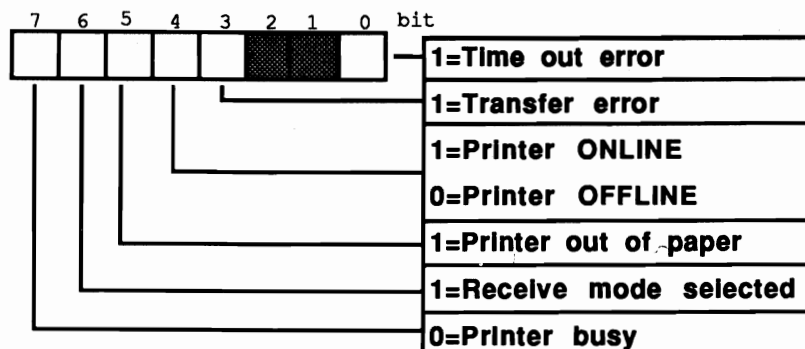 7 6 5 4 3 2 1 0 bit
1=Time out error
1=Transfer error
1=Printer ONLINE
0=Printer OFFLINE
1=Printer out of paper
1=Receive mode selected
0=Printer busy